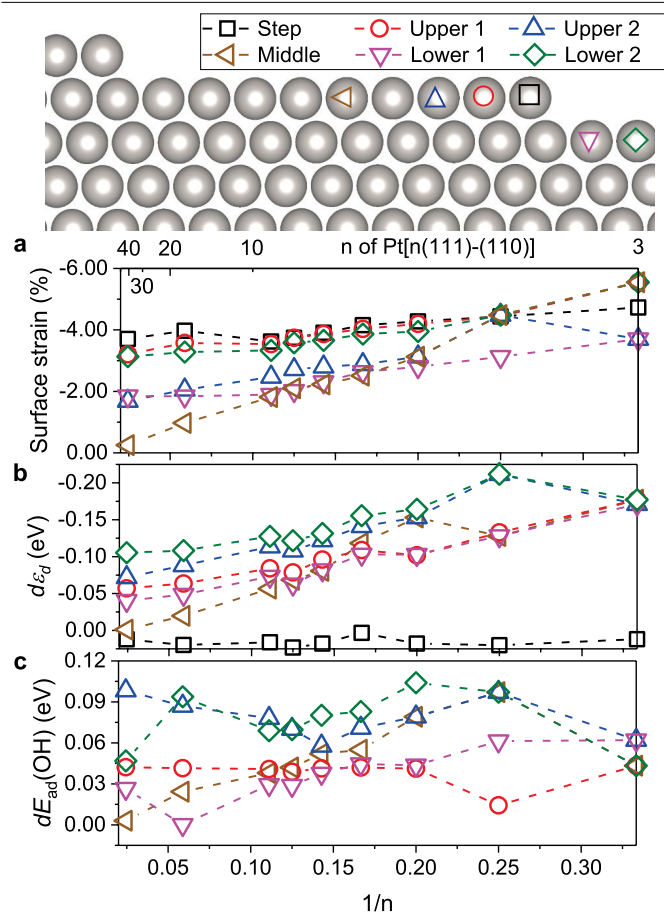 Step Upper 1 Upper 2
Middle Lower 1 Lower 2
a 40 20 10 n of Pt[n(111)-(110)] 3
30
-6.00
-4.00
-2.00
0.00
Surface strain (%)
b
-0.20
-0.15
-0.10
-0.05
0.00
dεd (eV)
c
0.12
0.09
0.06
0.03
0.00
dEad(OH) (eV)
0.05 0.10 0.15 0.20 0.25 0.30
1/n